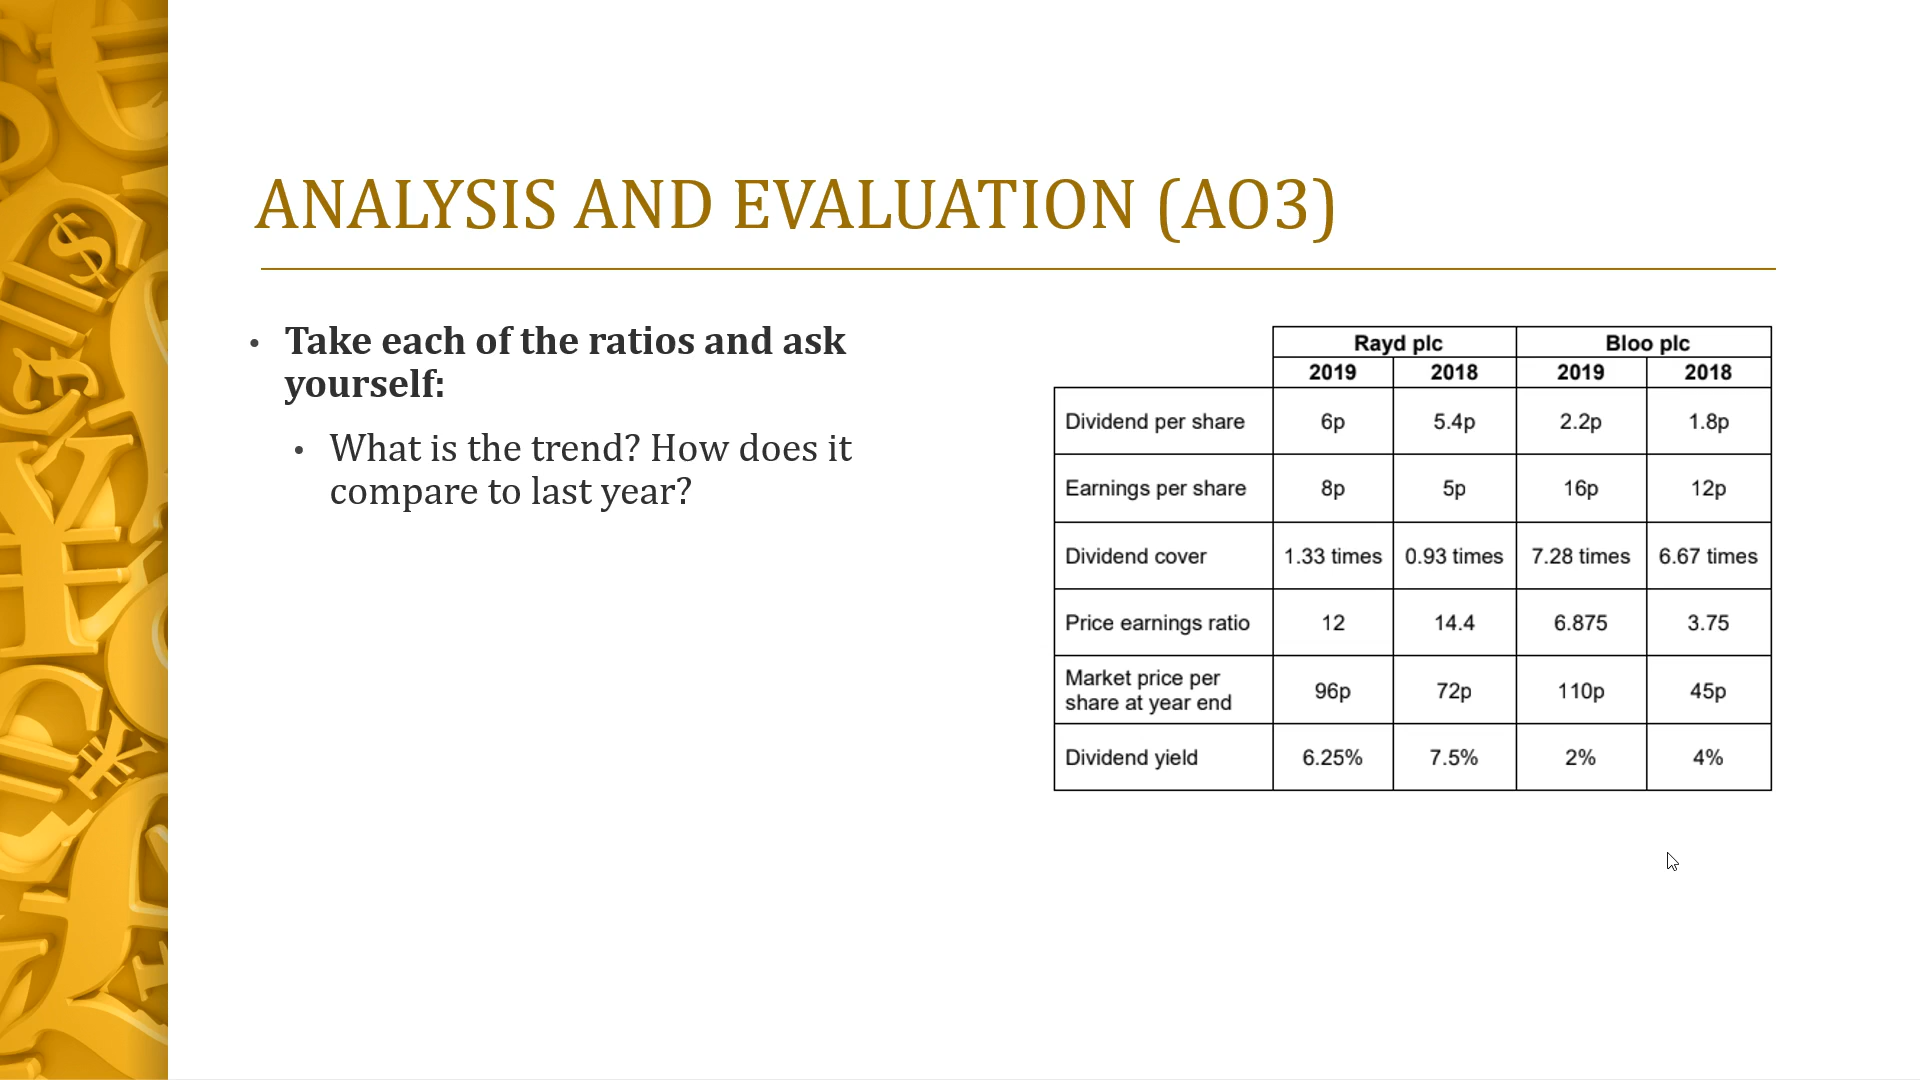 ANALYSIS AND EVALUATION (AO3)
• Take each of the ratios and ask
yourself:
• What is the trend? How does it
compare to last year?
Rayd plc Bloo plc
2019 2018 2019 2018
Dividend per share 6p 5.4p 2.2p 1.8p
Earnings per share 8p 5p 16p 12p
Dividend cover 1.33 times 0.93 times 7.28 times 6.67 times
Price earnings ratio 12 14.4 6.875 3.75
Market price per
share at year end 96p 72p 110p 45p
Dividend yield 6.25% 7.5% 2% 4%